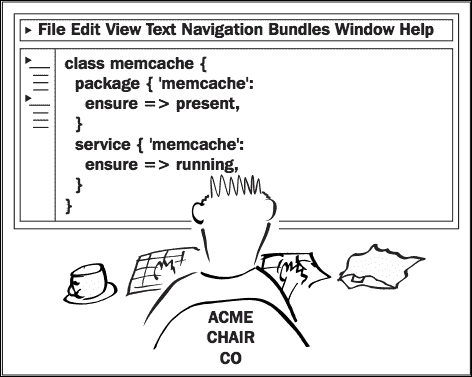 File Edit View Text Navigation Bundles Window Help
class memcache {
package { 'memcache':
ensure => present,
}
service { 'memcache':
ensure => running,
}
}
ACME
CHAIR
CO